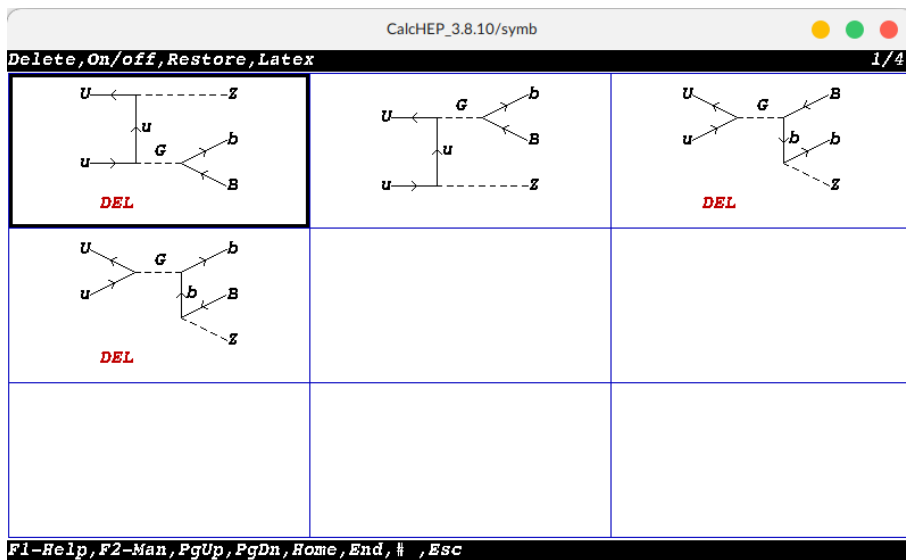 CalcHEP_3.8.10/symb
Delete,On/off,Restore,Latex 1/4
U Z
u
u G b
B
DEL
G b
U B
u
u Z
U G B
u b b
Z
DEL
U G b
u b B
Z
DEL
F1-Help,F2-Man,PgUp,PgDn,Home,End,# ,Esc